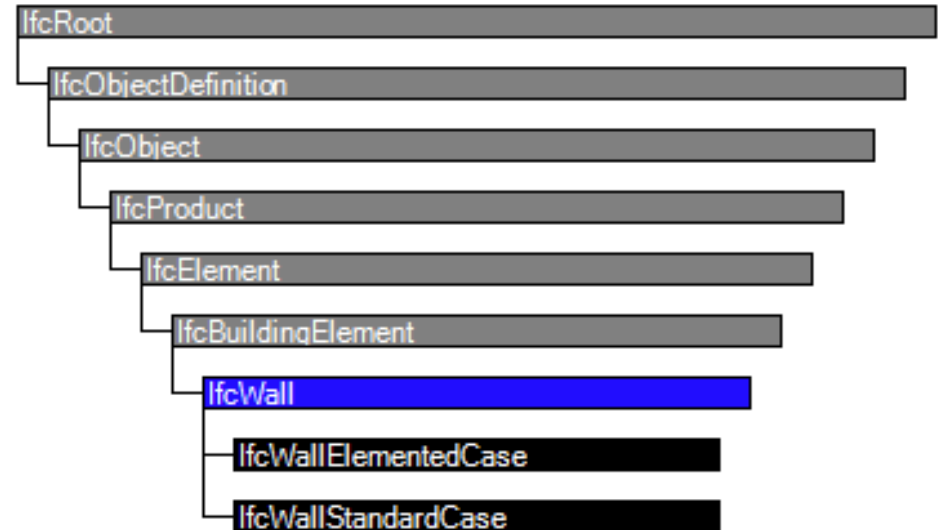 IfcRoot
IfcObjectDefinition
IfcObject
IfcProduct
IfcElement
IfcBuildingElement
IfcWall
IfcWallElementedCase
IfcWallStandardCase